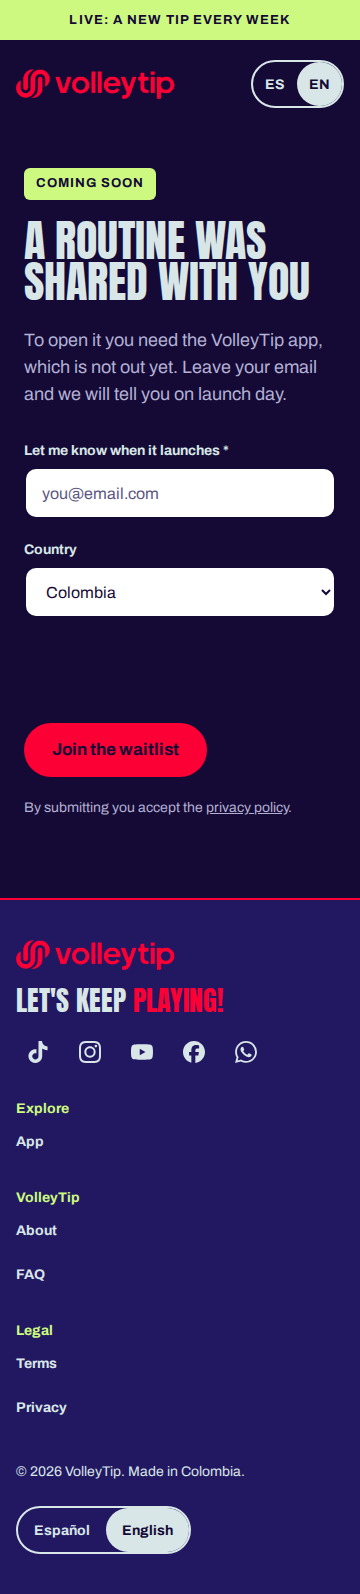 LIVE: A NEW TIP EVERY WEEK
volleytip
ES EN
COMING SOON
A ROUTINE WAS
SHARED WITH YOU
To open it you need the VolleyTip app,
which is not out yet. Leave your email
and we will tell you on launch day.
Let me know when it launches *
you@email.com
Country
Colombia
Join the waitlist
By submitting you accept the privacy policy.
volleytip
LET'S KEEP PLAYING!
Explore
App
VolleyTip
About
FAQ
Legal
Terms
Privacy
© 2026 VolleyTip. Made in Colombia.
Español English